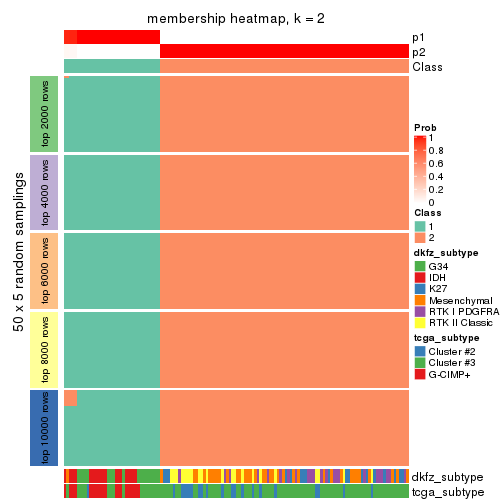 membership heatmap, k = 2
p1
p2
Class
top 2000 rows
top 4000 rows
top 6000 rows
top 8000 rows
top 10000 rows
50 x 5 random samplings
dkfz_subtype
tcga_subtype
Prob
1
0.8
0.6
0.4
0.2
0
Class
1
2
dkfz_subtype
G34
IDH
K27
Mesenchymal
RTK I PDGFRA
RTK II Classic
tcga_subtype
Cluster #2
Cluster #3
G-CIMP+